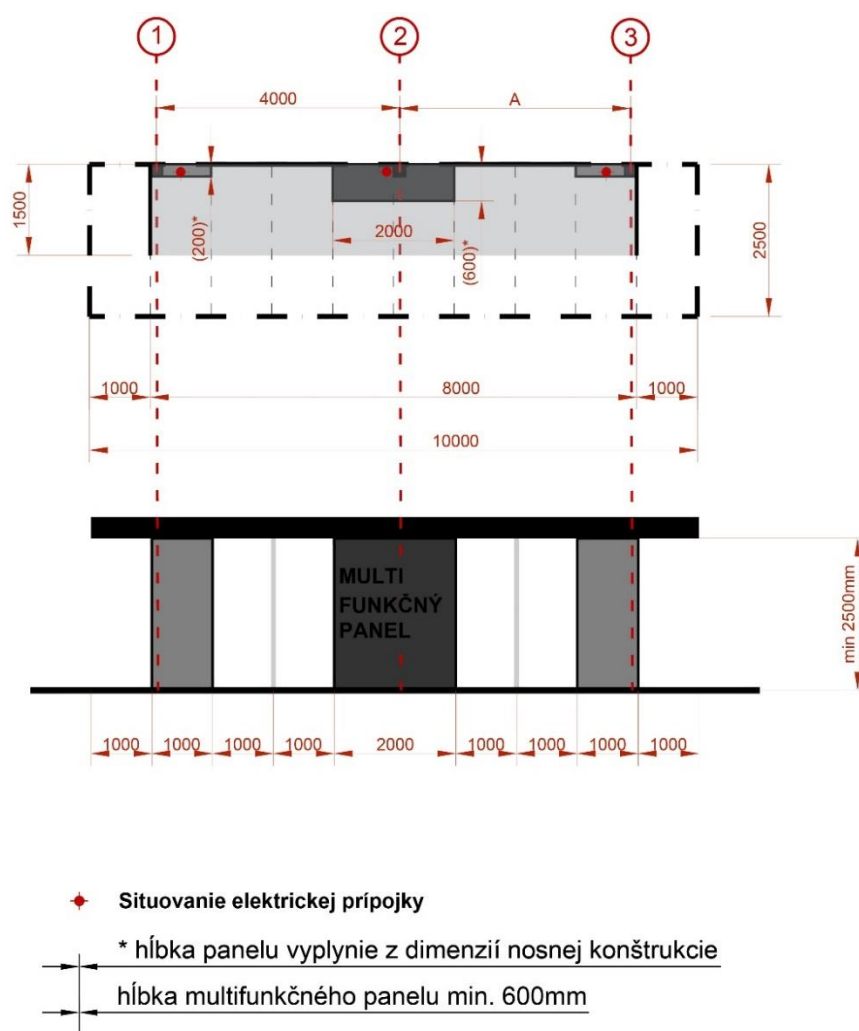 1 2 3
4000 A
1500
(200)*
2000
(600)*
2500
1000 8000 1000
10000
MULTI
FUNKČNÝ
PANEL
min 2500mm
1000 1000 1000 1000 2000 1000 1000 1000 1000
Situovanie elektrickej prípojky
* hĺbka panelu vyplynie z dimenzií nosnej konštrukcie
hĺbka multifunkčného panelu min. 600mm